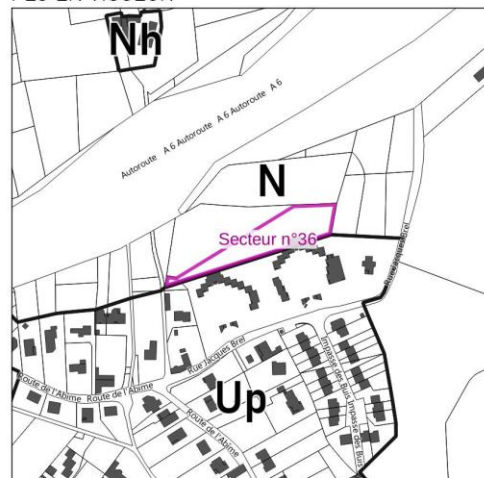 Nh
Autoroute A 6 Autoroute A 6 Autoroute A 6
N
Secteur n°36
Rue Jacques Brel
Rue Jacques Brel
Route de l'Abime Route de l'Abime
Up
Route de l'Abime
Impasse des Buis Impasse des Buis